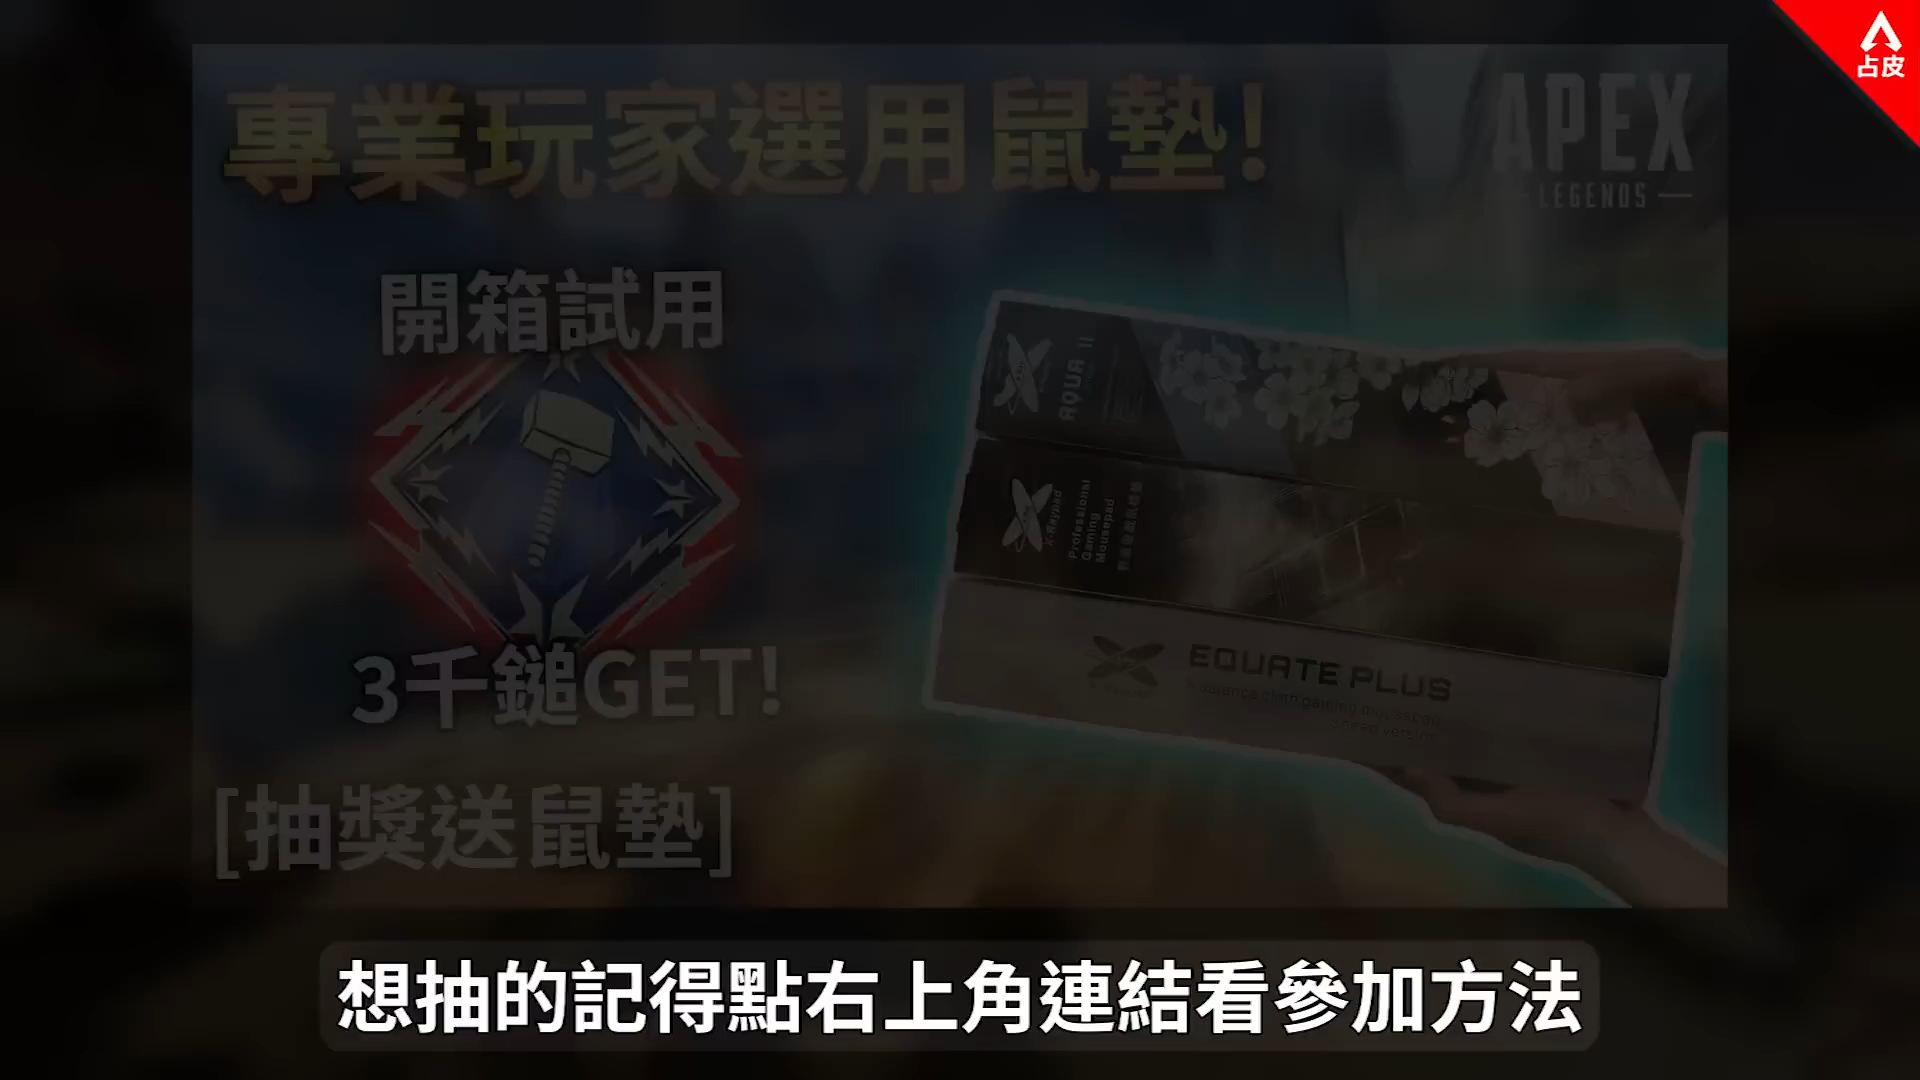 占皮
專業玩家選用鼠墊!
APEX
LEGENDS
開箱試用
AQUA II
X-Raypad
Professional
Gaming
Mousepad
EQUATE PLUS
3千鎚GET!
[抽獎送鼠墊]
想抽的記得點右上角連結看參加方法